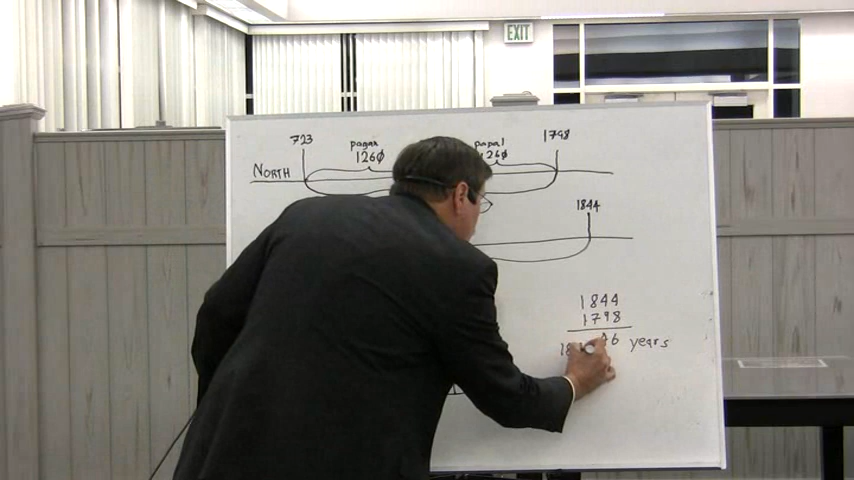 EXIT
723
pagan
papal
1798
1260
1260
NORTH
1844
1844
1798
46 years